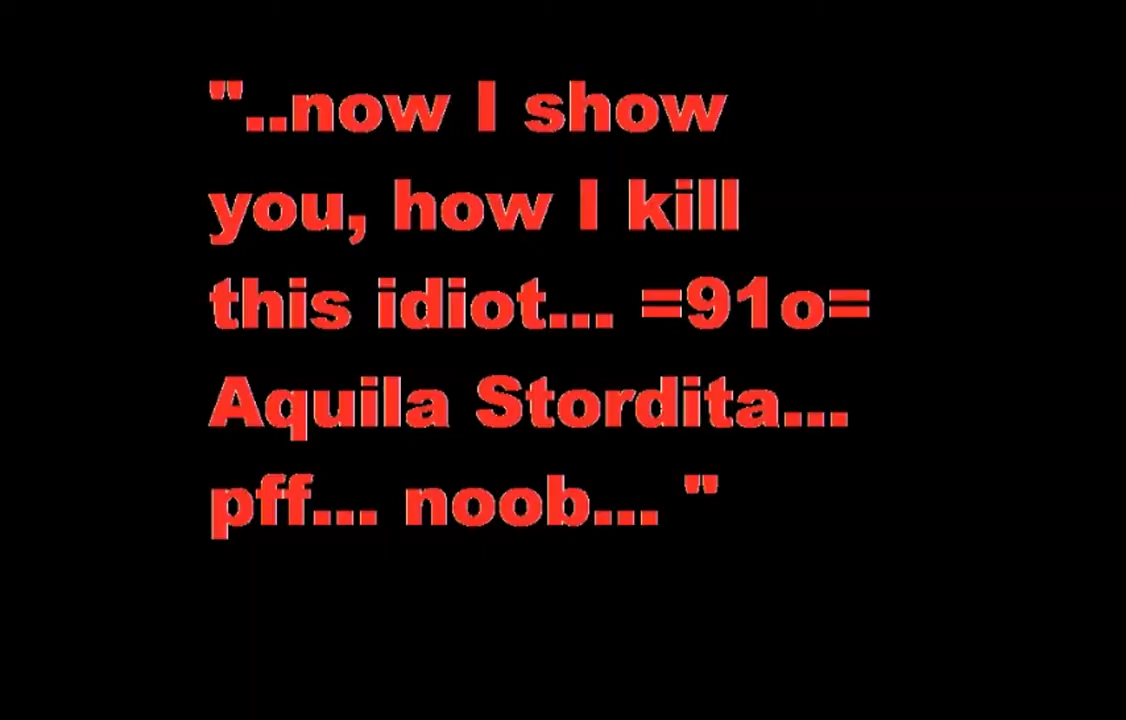 "..now I show
you, how I kill
this idiot... =91o=
Aquila Stordita...
pff... noob... "